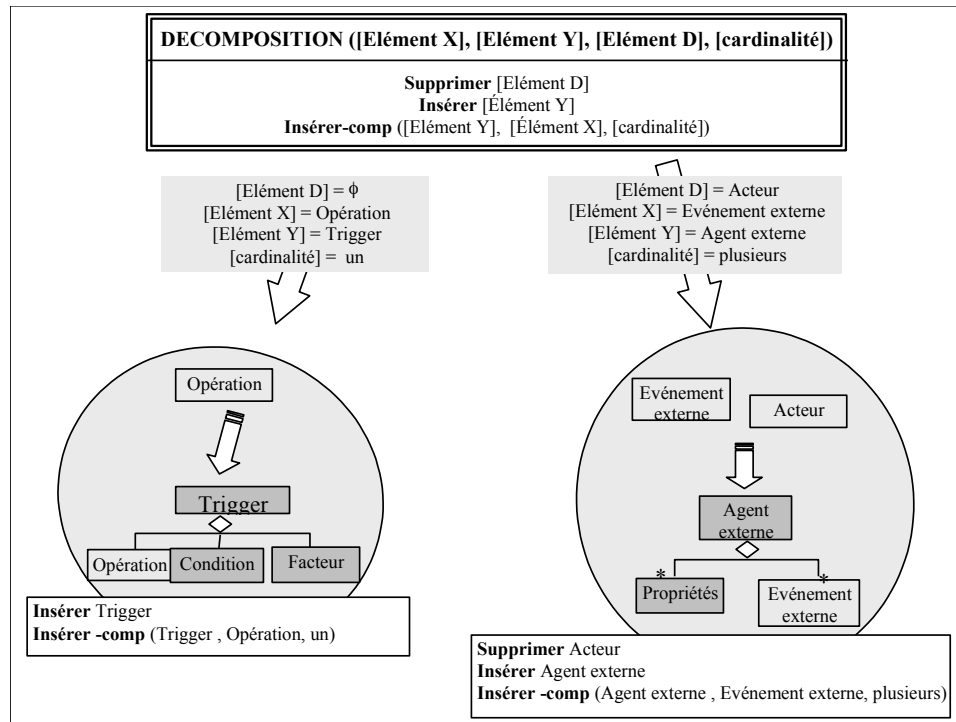 DECOMPOSITION ([Elément X], [Elément Y], [Elément D], [cardinalité])
Supprimer [Elément D]
Insérer [Élément Y]
Insérer-comp ([Elément Y], [Élément X], [cardinalité])
[Elément D] = ϕ
[Elément X] = Opération
[Elément Y] = Trigger
[cardinalité] = un
[Elément D] = Acteur
[Elément X] = Evénement externe
[Elément Y] = Agent externe
[cardinalité] = plusieurs
Opération
Trigger
Opération
Condition
Facteur
Insérer Trigger
Insérer -comp (Trigger , Opération, un)
Evénement
externe
Acteur
Agent
externe
*
Propriétés
*
Evénement
externe
Supprimer Acteur
Insérer Agent externe
Insérer -comp (Agent externe , Evénement externe, plusieurs)